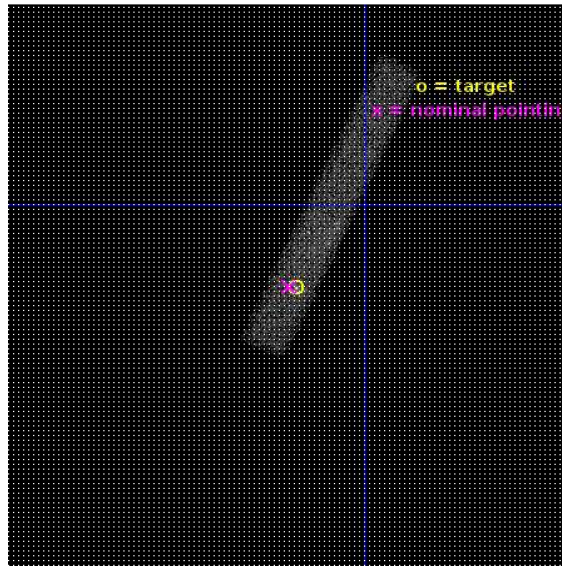 o = target
x = nominal pointin